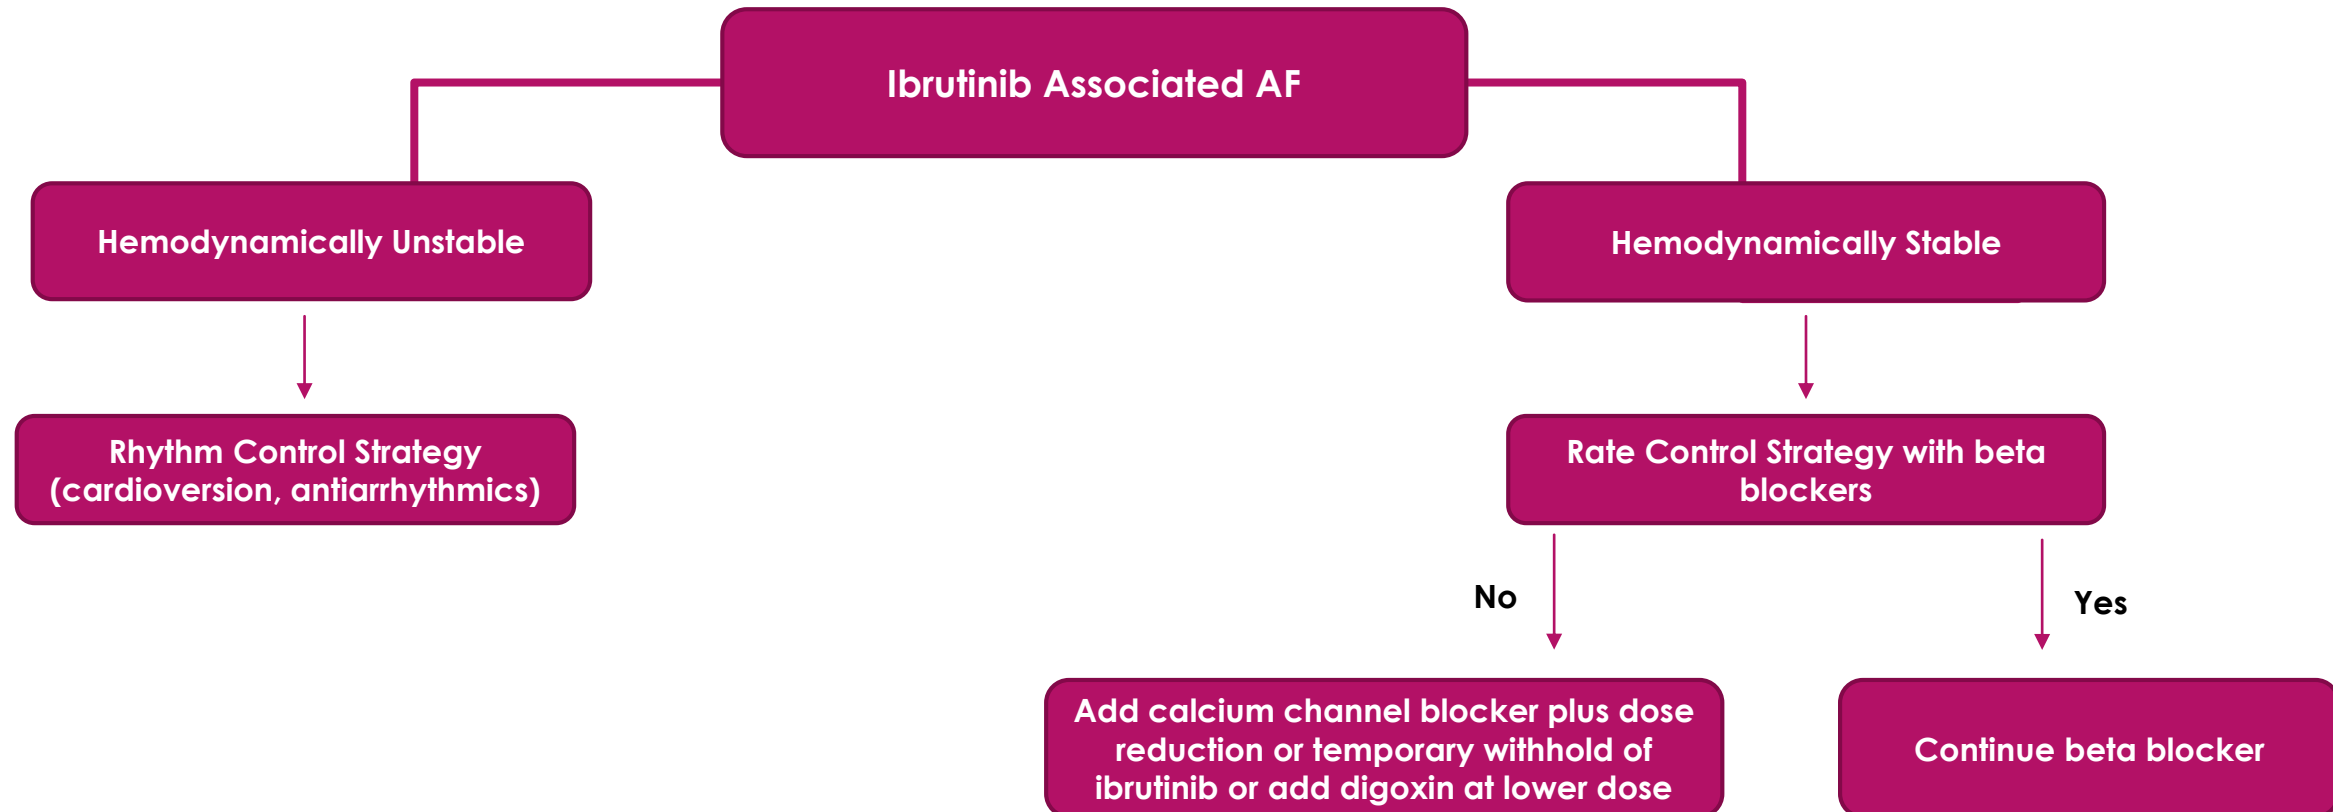 Ibrutinib Associated AF
Hemodynamically Unstable
Hemodynamically Stable
Rhythm Control Strategy
(cardioversion, antiarrhythmics)
Rate Control Strategy with beta
blockers
No
Yes
Add calcium channel blocker plus dose
reduction or temporary withhold of
ibrutinib or add digoxin at lower dose
Continue beta blocker